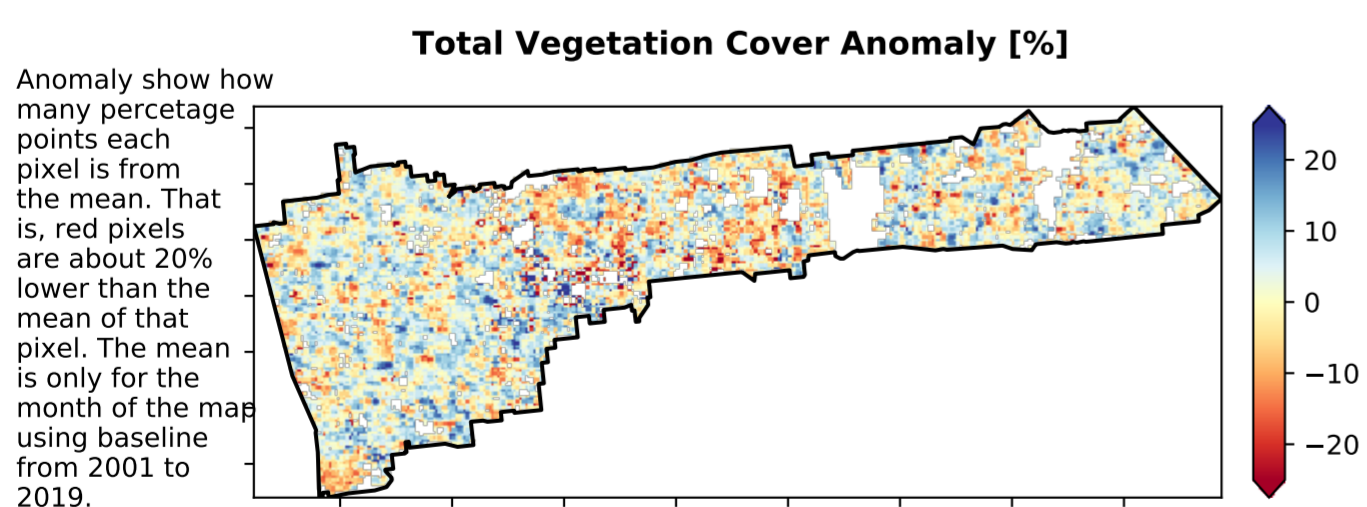 Total Vegetation Cover Anomaly [%]
Anomaly show how
many percetage
points each
pixel is from
the mean. That
is, red pixels
are about 20%
lower than the
mean of that
pixel. The mean
is only for the
month of the map
using baseline
from 2001 to
2019.
20
10
0
−10
−20